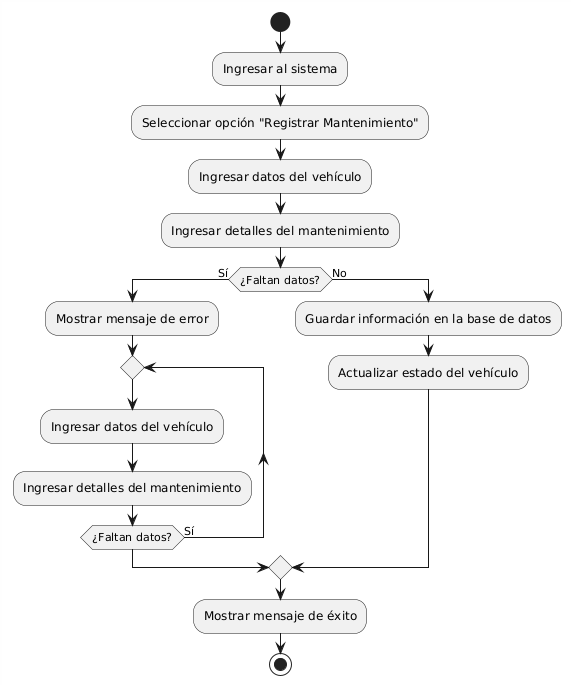 Ingresar al sistema
Seleccionar opción "Registrar Mantenimiento"
Ingresar datos del vehículo
Ingresar detalles del mantenimiento
¿Faltan datos?
Sí
No
Mostrar mensaje de error
Ingresar datos del vehículo
Ingresar detalles del mantenimiento
¿Faltan datos?
Sí
Guardar información en la base de datos
Actualizar estado del vehículo
Mostrar mensaje de éxito